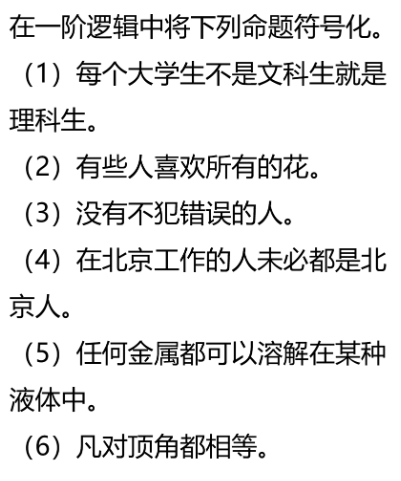 在一阶逻辑中将下列命题符号化。
（1）每个大学生不是文科生就是
理科生。
（2）有些人喜欢所有的花。
（3）没有不犯错误的人。
（4）在北京工作的人未必都是北
京人。
（5）任何金属都可以溶解在某种
液体中。
（6）凡对顶角都相等。